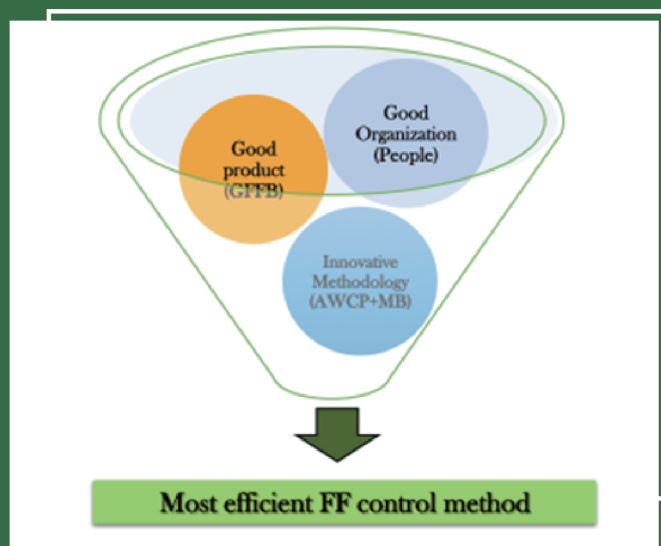 Good
product
(GFFB)
Good
Organization
(People)
Innovative
Methodology
(AWCP+MB)
Most efficient FF control method